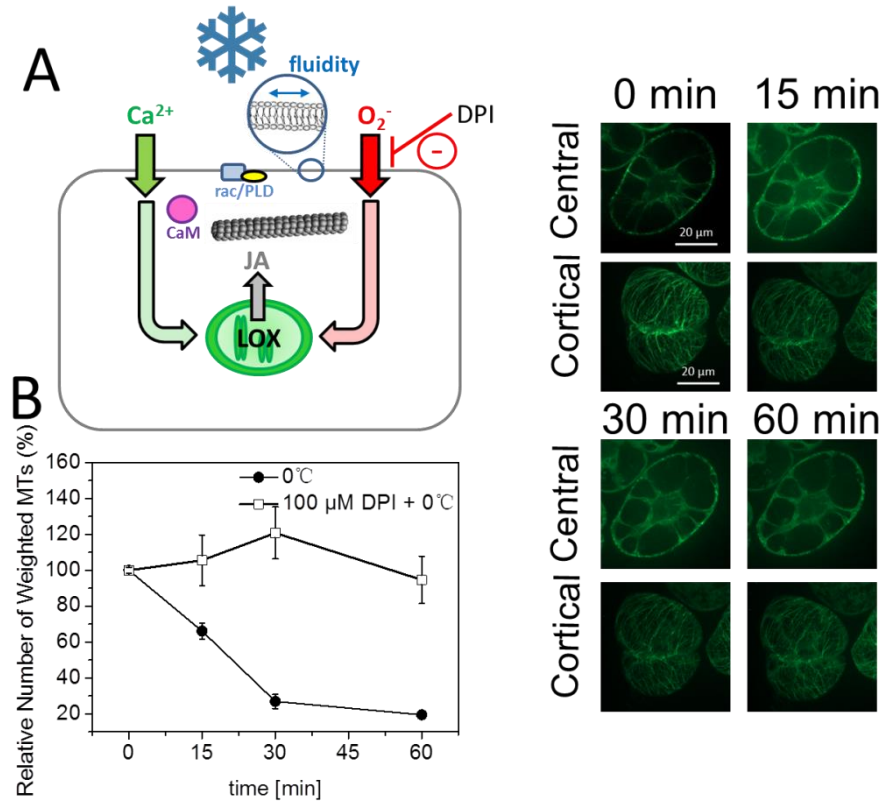 A
fluidity
Ca²⁺
O₂⁻
DPI
−
rac/PLD
CaM
JA
LOX
B
Relative Number of Weighted MTs (%)
160
140
120
100
80
60
40
20
0℃
100 μM DPI + 0℃
0 15 30 45 60
time [min]
0 min 15 min
Central
20 μm
Cortical
20 μm
30 min 60 min
Central
Cortical